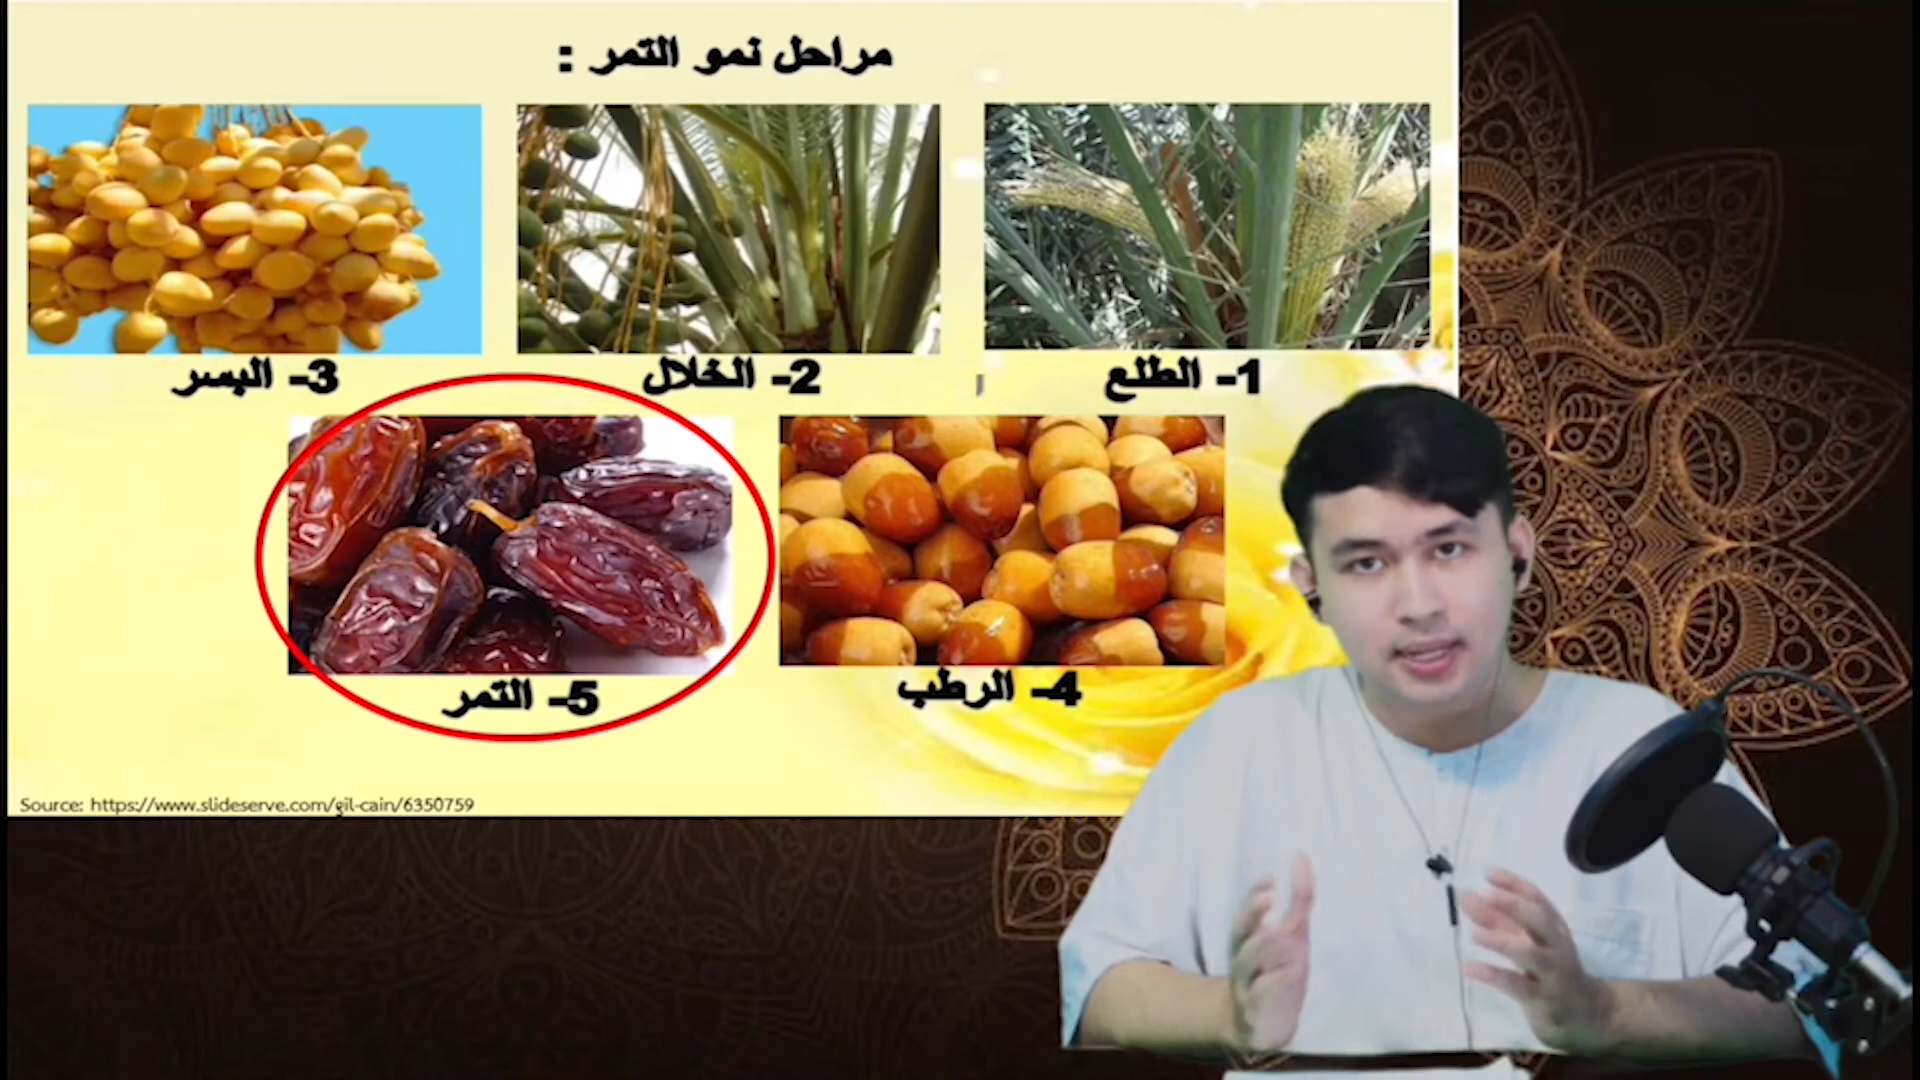 مراحل نمو التمر :
1- الطلع
2- الخلال
3- البسر
4- الرطب
5- التمر
Source: https://www.slideserve.com/gil-cain/6350759